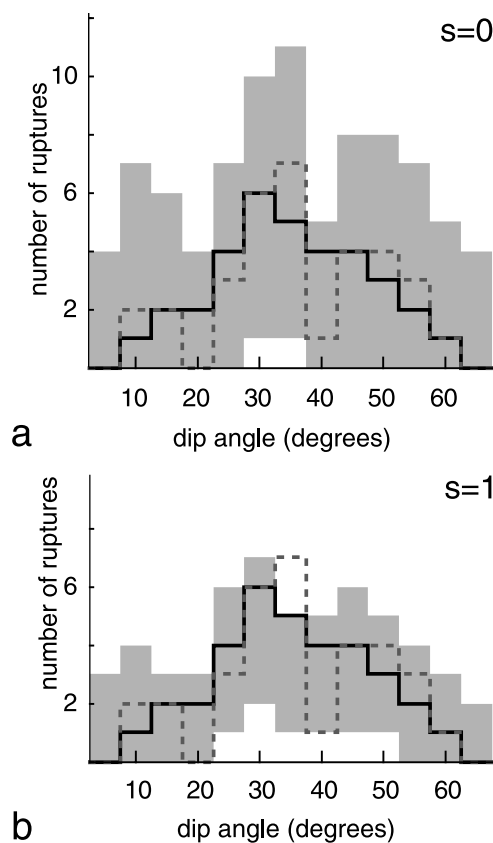 s=0
number of ruptures
10
6
2
10 20 30 40 50 60
dip angle (degrees)
a
s=1
number of ruptures
6
2
10 20 30 40 50 60
dip angle (degrees)
b